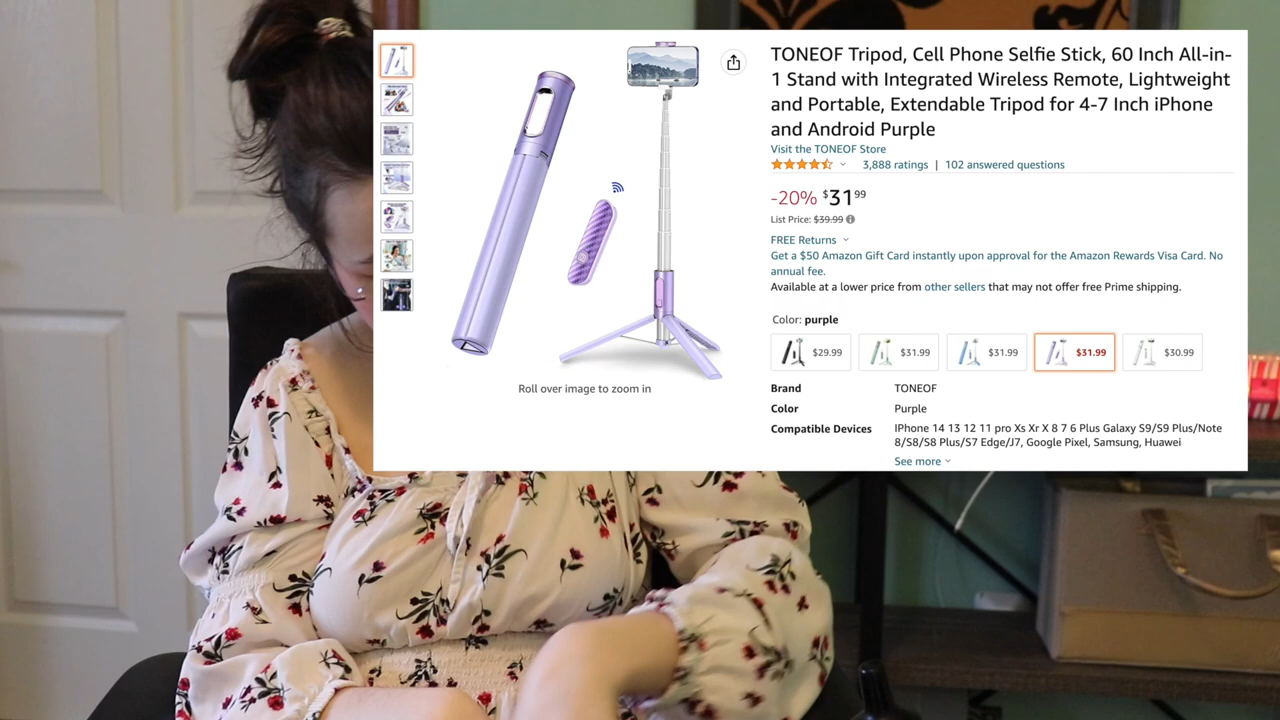 TONEOF Tripod, Cell Phone Selfie Stick, 60 Inch All-in-
1 Stand with Integrated Wireless Remote, Lightweight
and Portable, Extendable Tripod for 4-7 Inch iPhone
and Android Purple
Visit the TONEOF Store
3,888 ratings | 102 answered questions
-20% $31 99
List Price: $39.99
FREE Returns
Get a $50 Amazon Gift Card instantly upon approval for the Amazon Rewards Visa Card. No
annual fee.
Available at a lower price from other sellers that may not offer free Prime shipping.
Color: purple
$29.99 $31.99 $31.99 $31.99 $30.99
Roll over image to zoom in
Brand TONEOF
Color Purple
Compatible Devices IPhone 14 13 12 11 pro Xs Xr X 8 7 6 Plus Galaxy S9/S9 Plus/Note
8/S8/S8 Plus/S7 Edge/J7, Google Pixel, Samsung, Huawei
See more